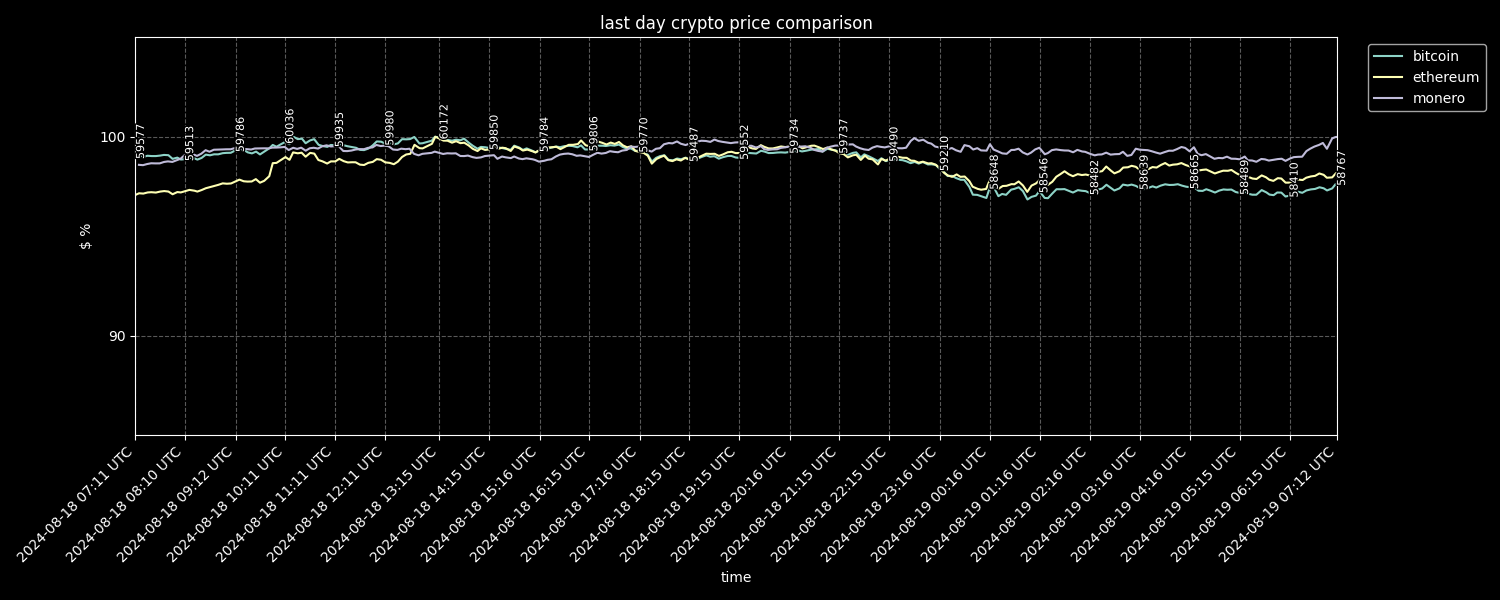 last day crypto price comparison
bitcoin
ethereum
monero
$ %
100
90
59577
59513
59786
60036
59935
59980
60172
59850
59784
59806
59770
59487
59552
59734
59737
59490
59210
58648
58546
58482
58639
58665
58489
58410
58767
2024-08-18 07:11 UTC
2024-08-18 08:10 UTC
2024-08-18 09:12 UTC
2024-08-18 10:11 UTC
2024-08-18 11:11 UTC
2024-08-18 12:11 UTC
2024-08-18 13:15 UTC
2024-08-18 14:15 UTC
2024-08-18 15:16 UTC
2024-08-18 16:15 UTC
2024-08-18 17:16 UTC
2024-08-18 18:15 UTC
2024-08-18 19:15 UTC
2024-08-18 20:16 UTC
2024-08-18 21:15 UTC
2024-08-18 22:15 UTC
2024-08-18 23:16 UTC
2024-08-19 00:16 UTC
2024-08-19 01:16 UTC
2024-08-19 02:16 UTC
2024-08-19 03:16 UTC
2024-08-19 04:16 UTC
2024-08-19 05:15 UTC
2024-08-19 06:15 UTC
2024-08-19 07:12 UTC
time